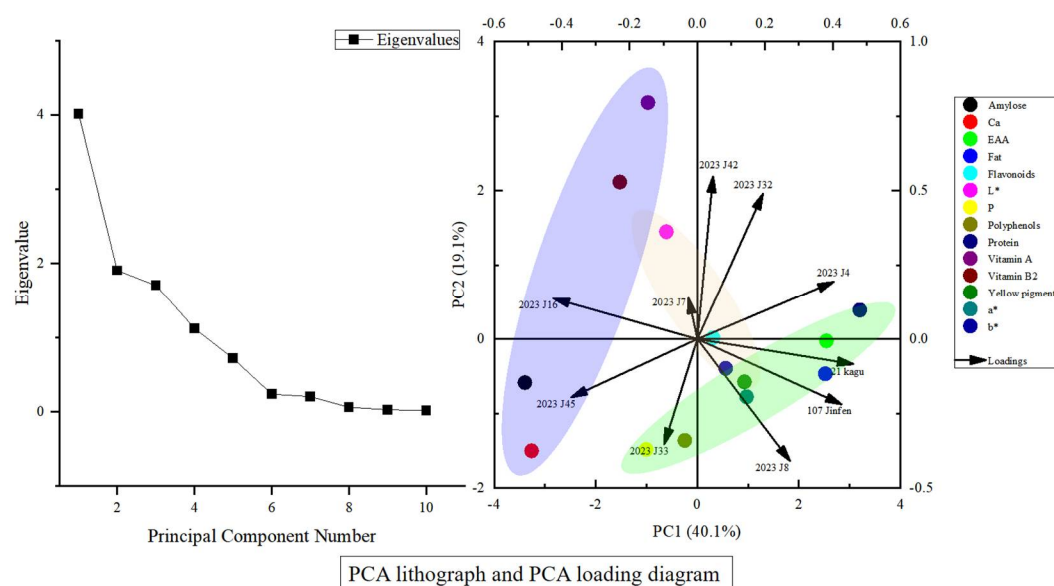 Eigenvalues
4
2
0
Eigenvalue
2
4
6
8
10
Principal Component Number
-0.6
-0.4
-0.2
0.0
0.2
0.4
0.6
4
2
0
-2
PC2 (19.1%)
1.0
0.5
0.0
-0.5
2023 J42
2023 J32
2023 J4
2023 J16
2023 J7
21 kagu
2023 J45
107 Jinfen
2023 J33
2023 J8
-4
-2
0
2
4
PC1 (40.1%)
Amylose
Ca
EAA
Fat
Flavonoids
L*
P
Polyphenols
Protein
Vitamin A
Vitamin B2
Yellow pigment
a*
b*
Loadings
PCA lithograph and PCA loading diagram